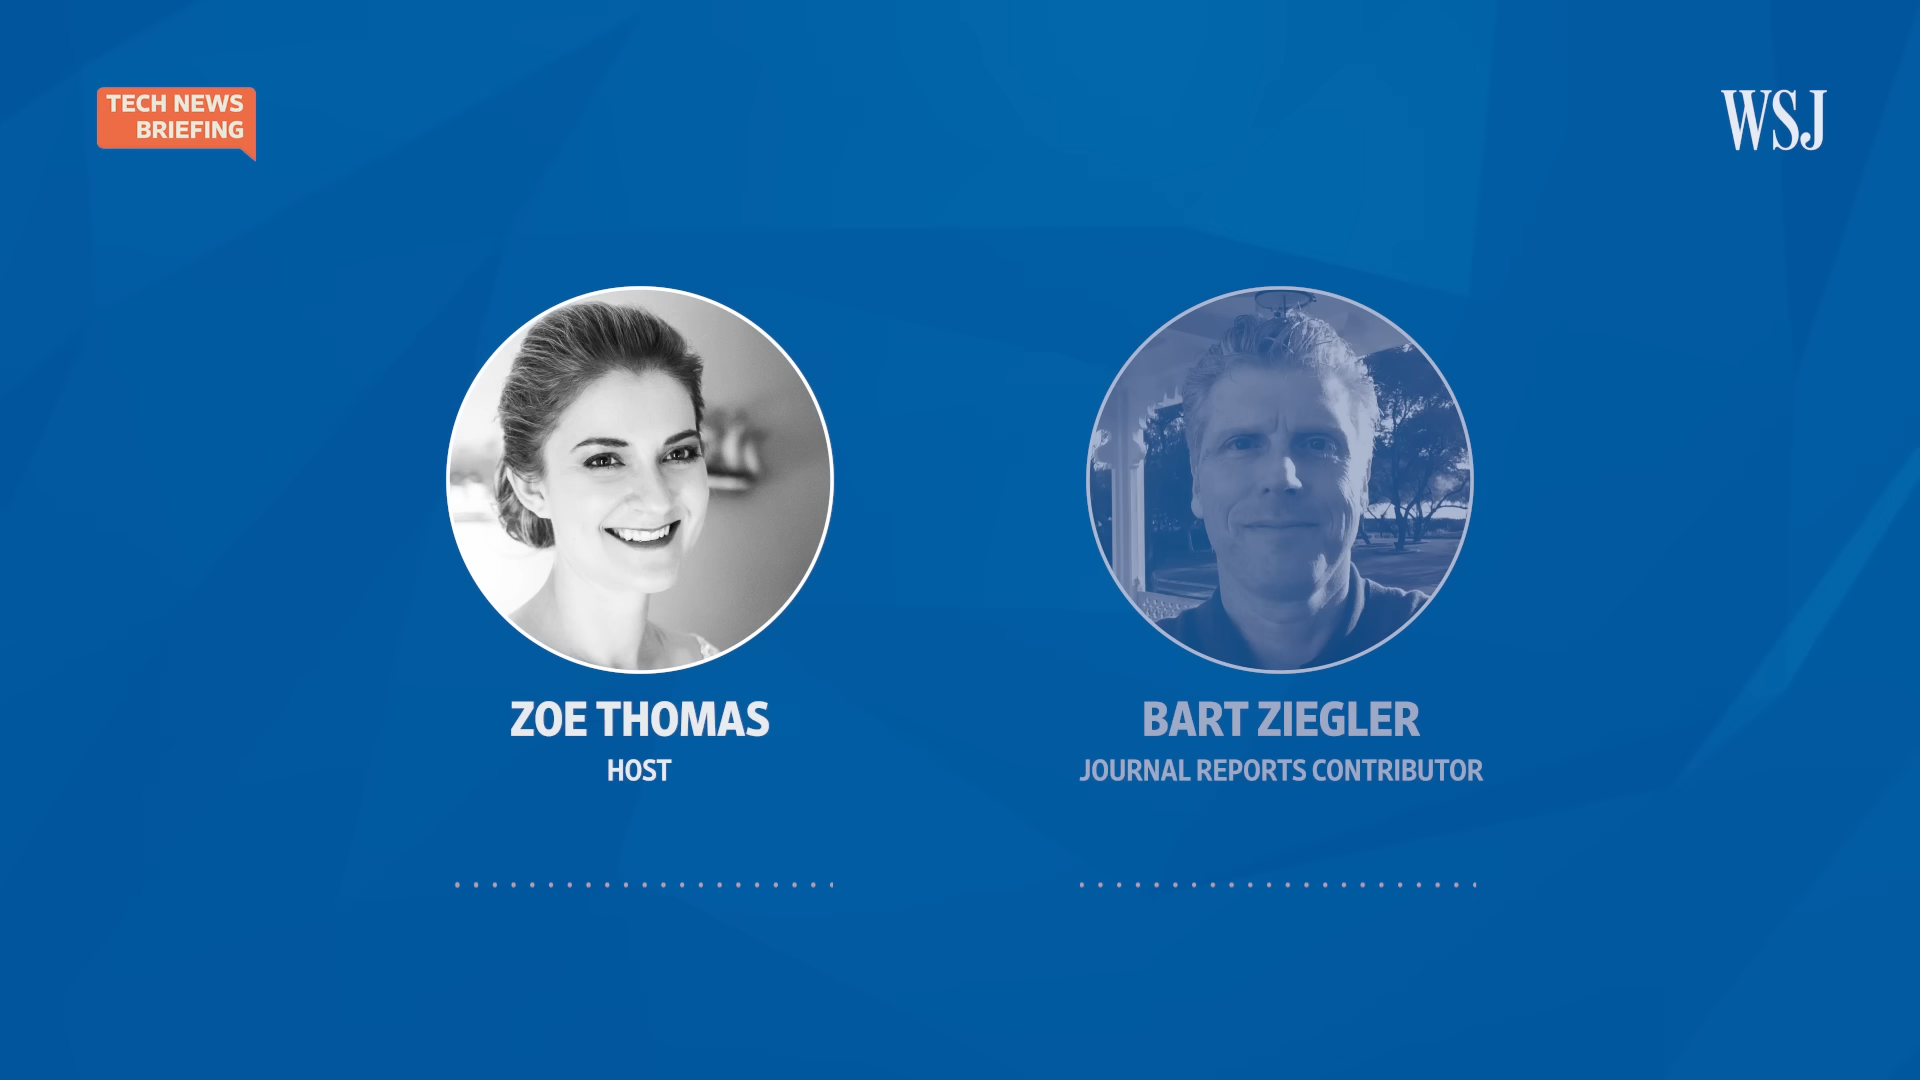 TECH NEWS
BRIEFING
WSJ
ZOE THOMAS
HOST
BART ZIEGLER
JOURNAL REPORTS CONTRIBUTOR